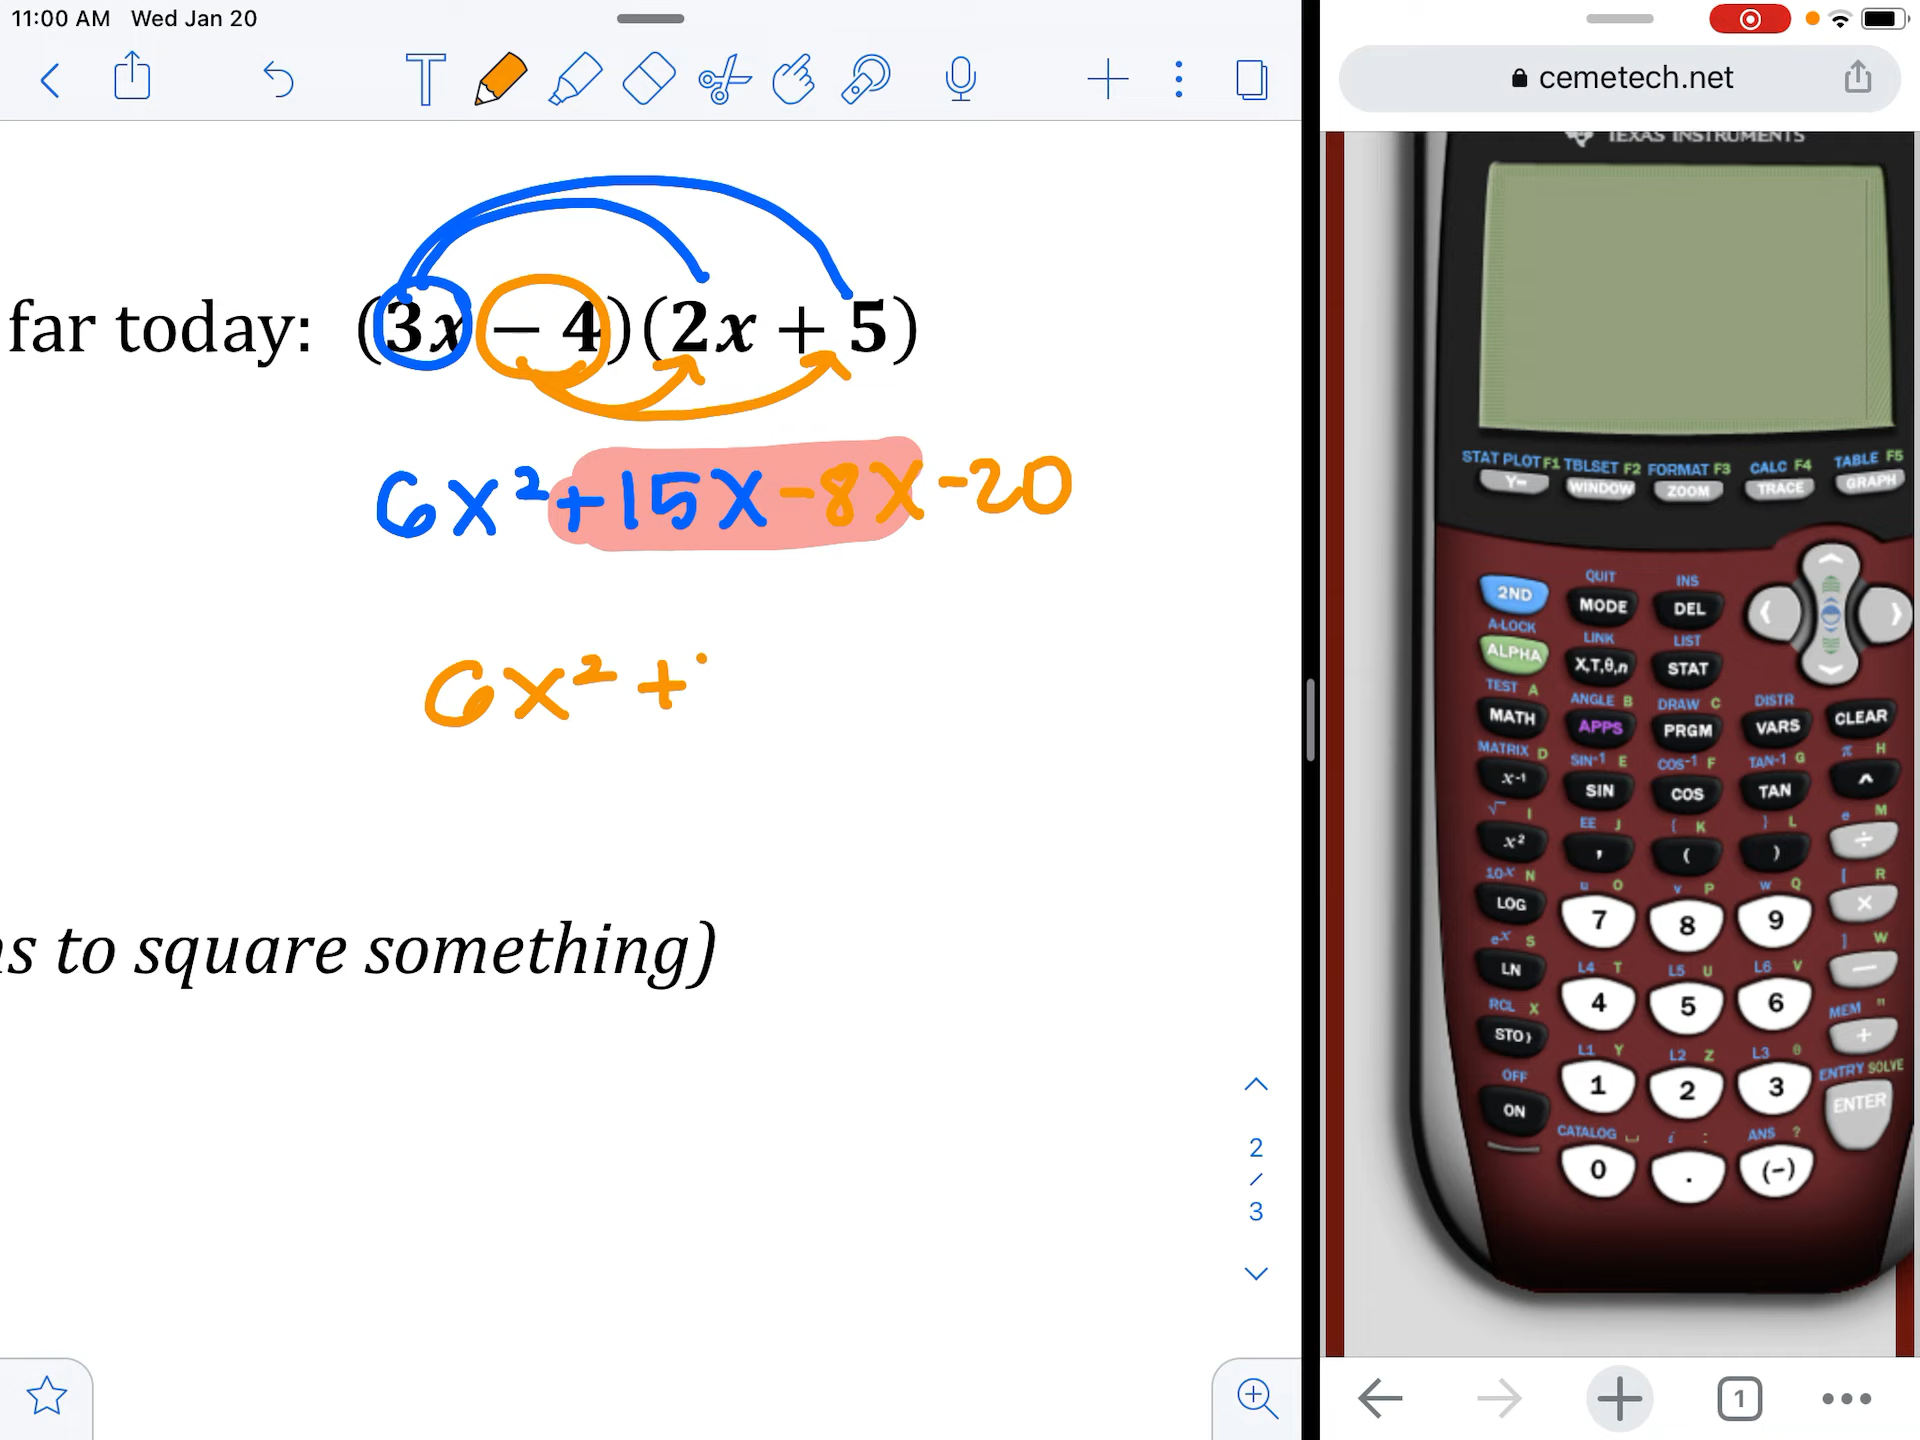 11:00 AM Wed Jan 20
cemetech.net
TEXAS INSTRUMENTS
far today: (3x − 4)(2x + 5)
6x² +15x -8x -20
6x² +
ns to square something)
2
/
3
STAT PLOT F1 TBLSET F2 FORMAT F3 CALC F4 TABLE F5
Y= WINDOW ZOOM TRACE GRAPH
QUIT INS
2ND MODE DEL
A-LOCK LINK LIST
ALPHA X,T,θ,n STAT
TEST A ANGLE B DRAW C DISTR
MATH APPS PRGM VARS CLEAR
MATRIX D SIN⁻¹ E COS⁻¹ F TAN⁻¹ G π H
x⁻¹ SIN COS TAN ^
√ I EE J { K } L e M
x² , ( ) ÷
10ˣ N u O v P w Q [ R
LOG 7 8 9 ×
eˣ S L4 T L5 U L6 V ] W
LN 4 5 6 −
RCL X L1 Y L2 Z L3 θ MEM "
STO⟩ 1 2 3 +
OFF CATALOG ⎵ i : ANS ? ENTRY SOLVE
ON 0 . (-) ENTER
1